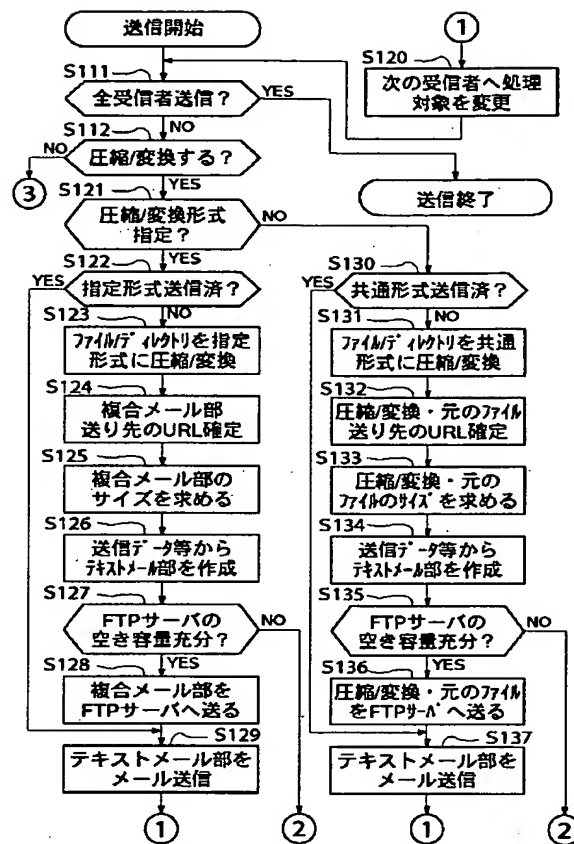 送信開始
①
S120
次の受信者へ処理
対象を変更
S111
全受信者送信？
YES
NO
S112
圧縮/変換する？
NO
③
YES
送信終了
S121
圧縮/変換形式
指定？
NO
YES
S122
指定形式送信済？
YES
NO
S123
ファイル/ディレクトリを指定
形式に圧縮/変換
S124
複合メール部
送り先のURL確定
S125
複合メール部の
サイズを求める
S126
送信データ等から
テキストメール部を作成
S127
FTPサーバの
空き容量充分？
NO
YES
S128
複合メール部を
FTPサーバへ送る
S129
テキストメール部を
メール送信
①
②
S130
共通形式送信済？
YES
NO
S131
ファイル/ディレクトリを共通
形式に圧縮/変換
S132
圧縮/変換・元のファイル
送り先のURL確定
S133
圧縮/変換・元の
ファイルのサイズを求める
S134
送信データ等から
テキストメール部を作成
S135
FTPサーバの
空き容量充分？
NO
YES
S136
圧縮/変換・元のファイル
をFTPサーバへ送る
S137
テキストメール部を
メール送信
①
②